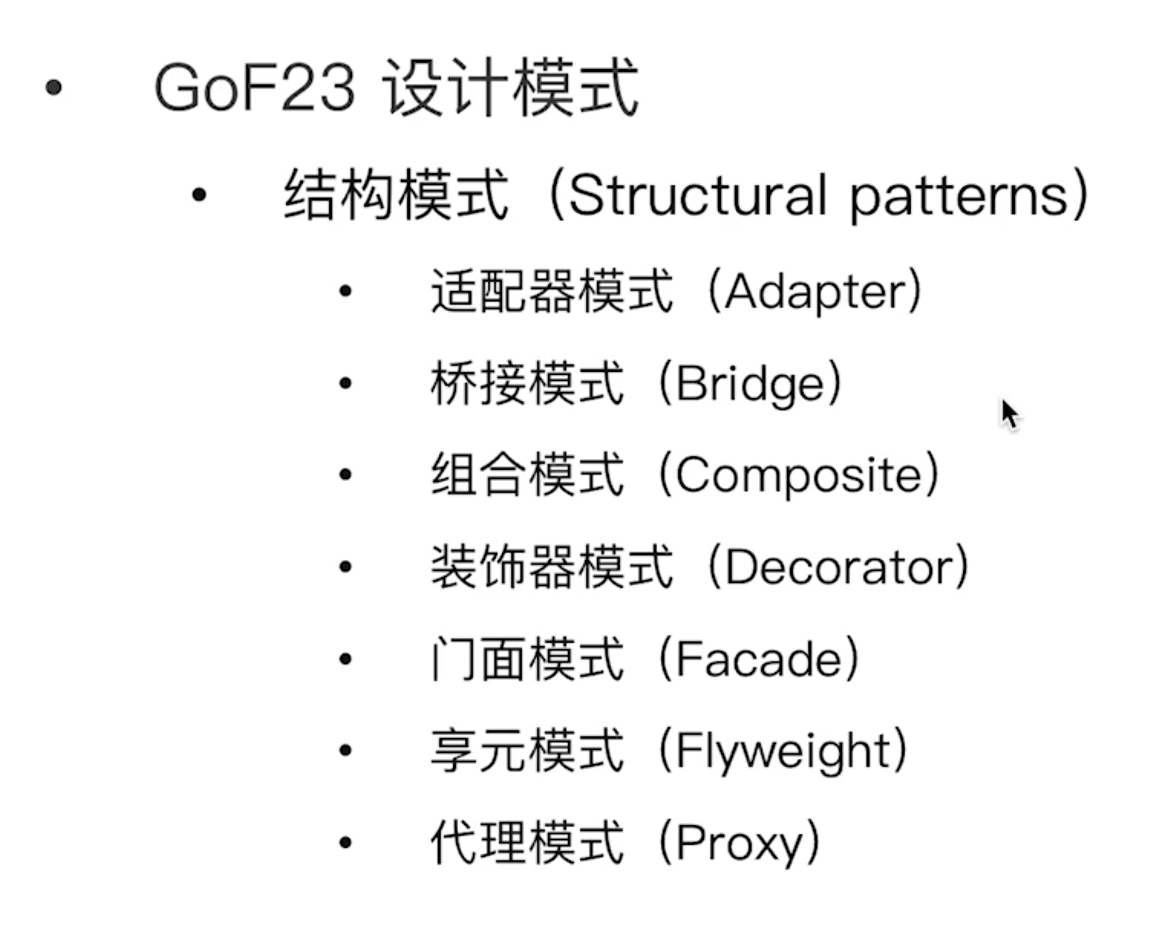 • GoF23 设计模式
• 结构模式（Structural patterns）
• 适配器模式（Adapter）
• 桥接模式（Bridge）
• 组合模式（Composite）
• 装饰器模式（Decorator）
• 门面模式（Facade）
• 享元模式（Flyweight）
• 代理模式（Proxy）